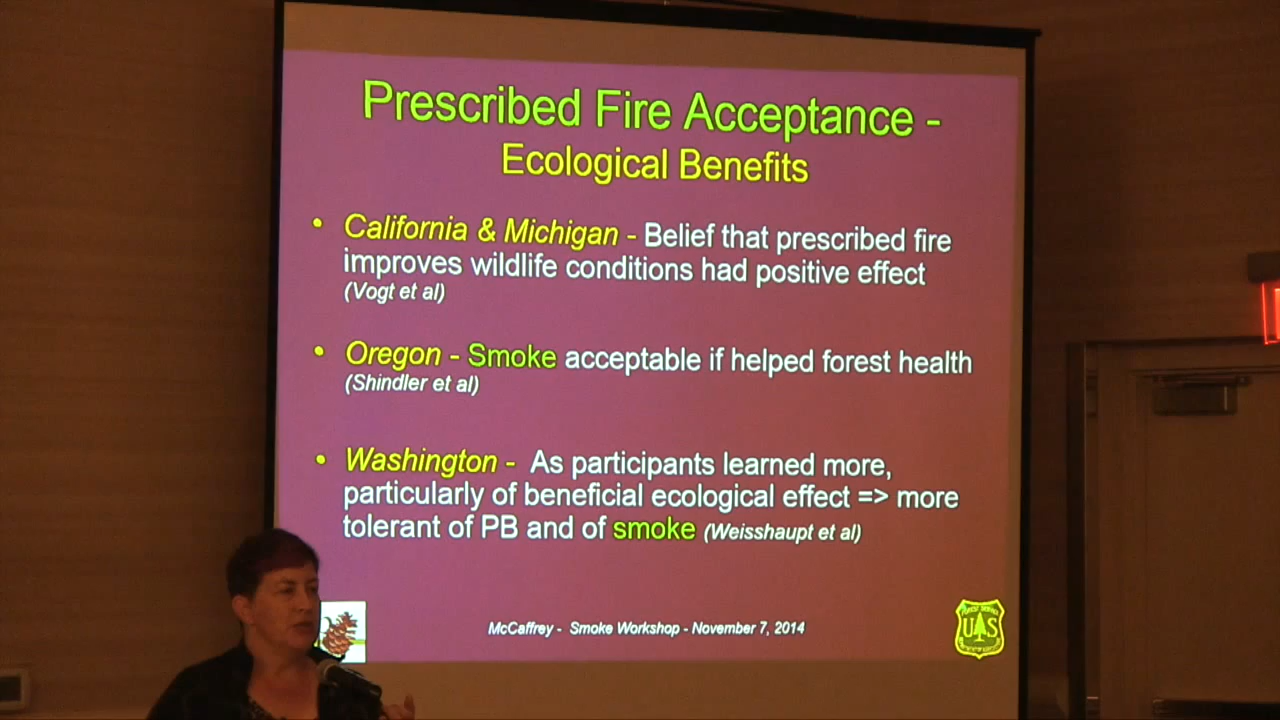 Prescribed Fire Acceptance -
Ecological Benefits
• California & Michigan - Belief that prescribed fire
improves wildlife conditions had positive effect
(Vogt et al)
• Oregon - Smoke acceptable if helped forest health
(Shindler et al)
• Washington - As participants learned more,
particularly of beneficial ecological effect => more
tolerant of PB and of smoke (Weisshaupt et al)
McCaffrey - Smoke Workshop - November 7, 2014
FOREST SERVICE
U S